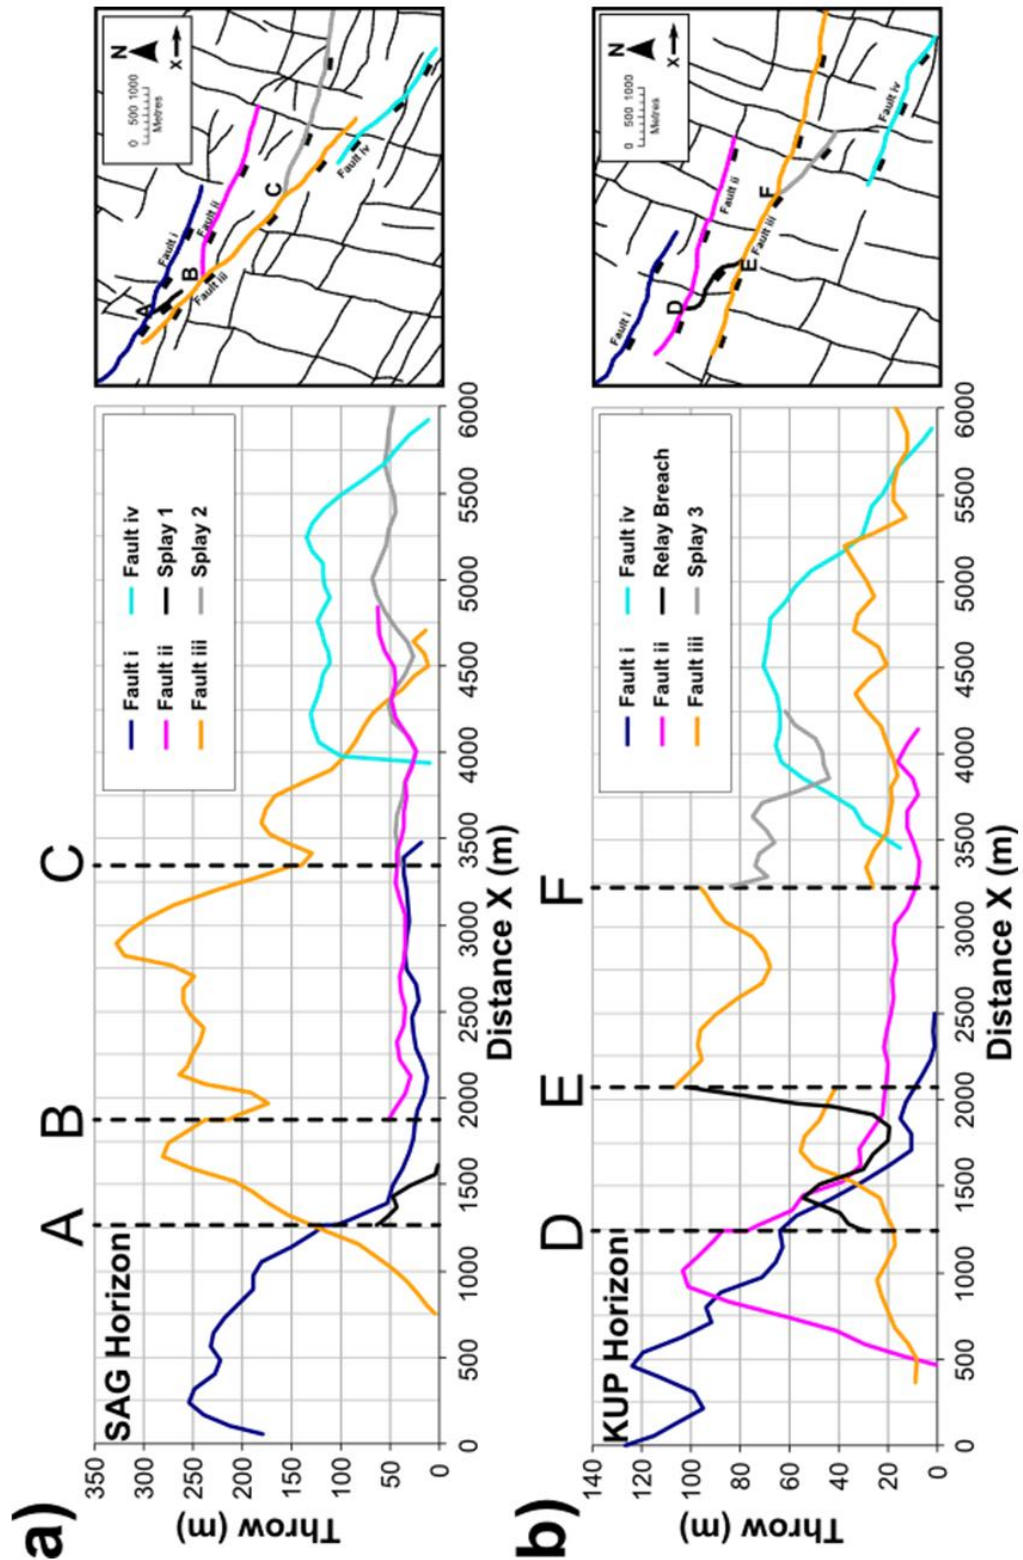 a)
SAG Horizon
A
B
C
Throw (m)
350
300
250
200
150
100
50
0
0
500
1000
1500
2000
2500
3000
3500
4000
4500
5000
5500
6000
Distance X (m)
Fault i
Fault iv
Fault ii
Splay 1
Fault iii
Splay 2
0 500 1000
Metres
N
X
A
B
C
Fault i
Fault ii
Fault iii
Fault iv
b)
KUP Horizon
D
E
F
Throw (m)
140
120
100
80
60
40
20
0
0
500
1000
1500
2000
2500
3000
3500
4000
4500
5000
5500
6000
Distance X (m)
Fault i
Fault iv
Fault ii
Relay Breach
Fault iii
Splay 3
0 500 1000
Metres
N
X
D
E
F
Fault i
Fault ii
Fault iii
Fault iv